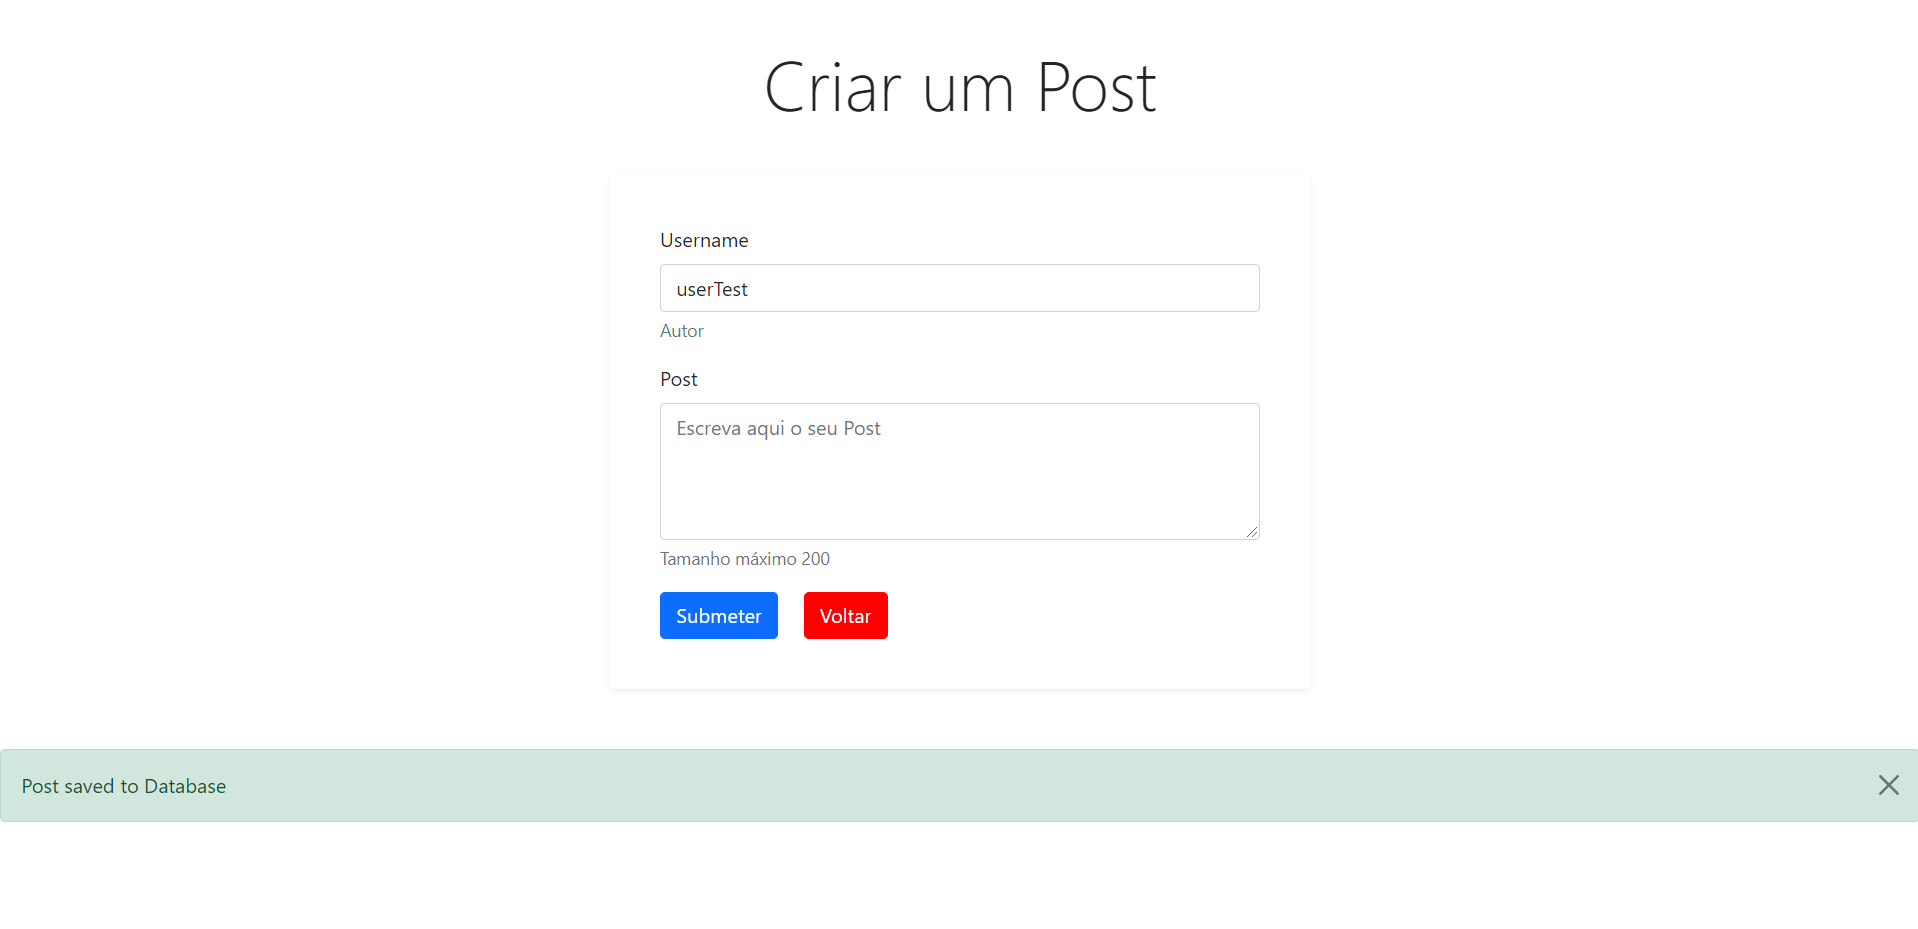 Criar um Post
Username
userTest
Autor
Post
Escreva aqui o seu Post
Tamanho máximo 200
Submeter Voltar
Post saved to Database